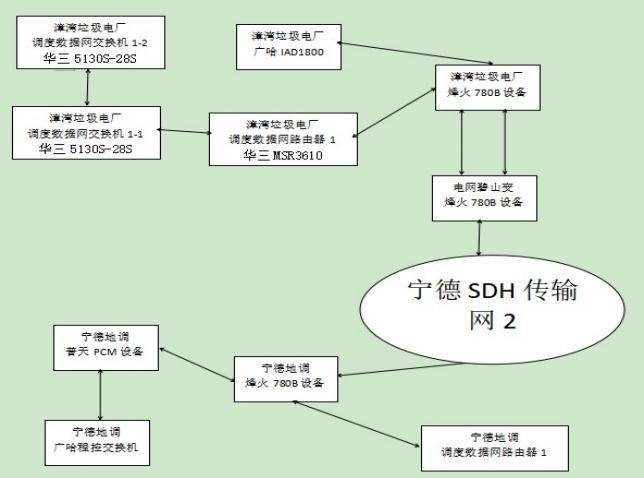 漳湾垃圾电厂
调度数据网交换机 1-2
华三 5130S-28S
漳湾垃圾电厂
广哈 IAD1800
漳湾垃圾电厂
烽火 780B 设备
漳湾垃圾电厂
调度数据网交换机 1-1
华三 5130S-28S
漳湾垃圾电厂
调度数据网路由器 1
华三 MSR3610
电网碧山变
烽火 780B 设备
宁德 SDH 传输
网 2
宁德地调
普天 PCM 设备
宁德地调
烽火 780B 设备
宁德地调
广哈程控交换机
宁德地调
调度数据网路由器 1